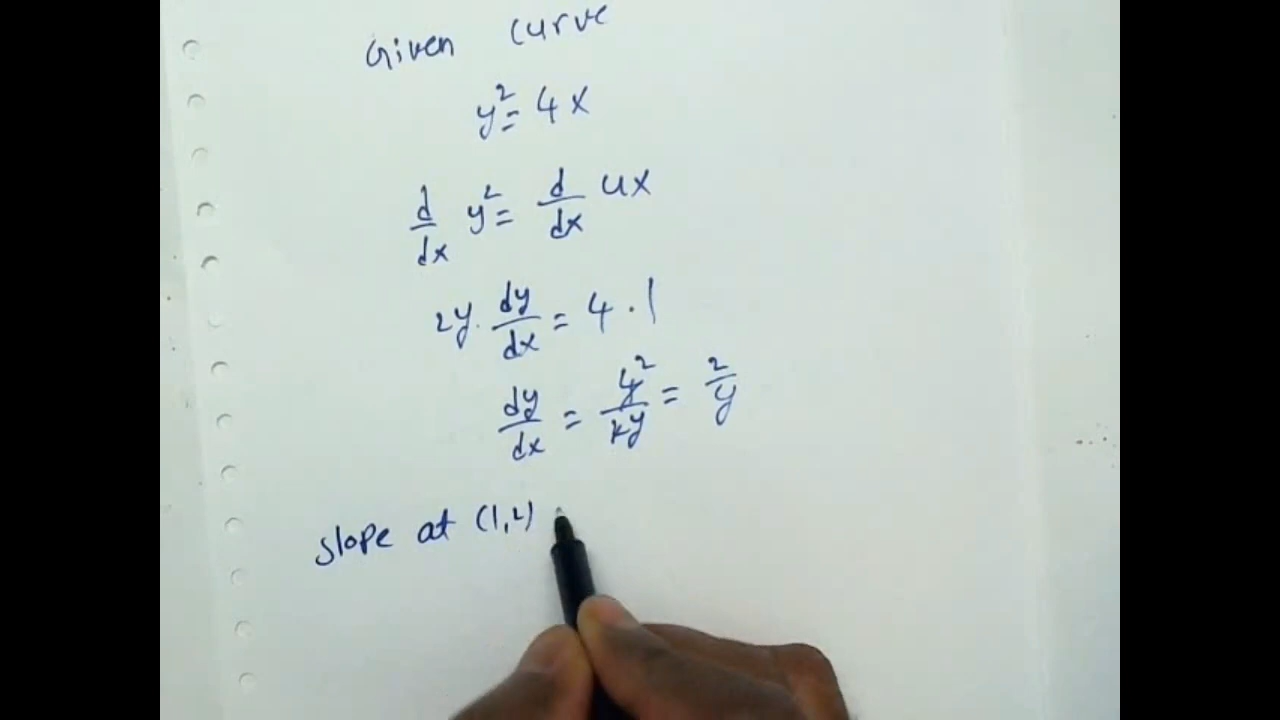 Given curve
y² = 4x
d/dx y² = d/dx 4x
2y. dy/dx = 4 . 1
dy/dx = 4²/2y = 2/y
slope at (1,2)